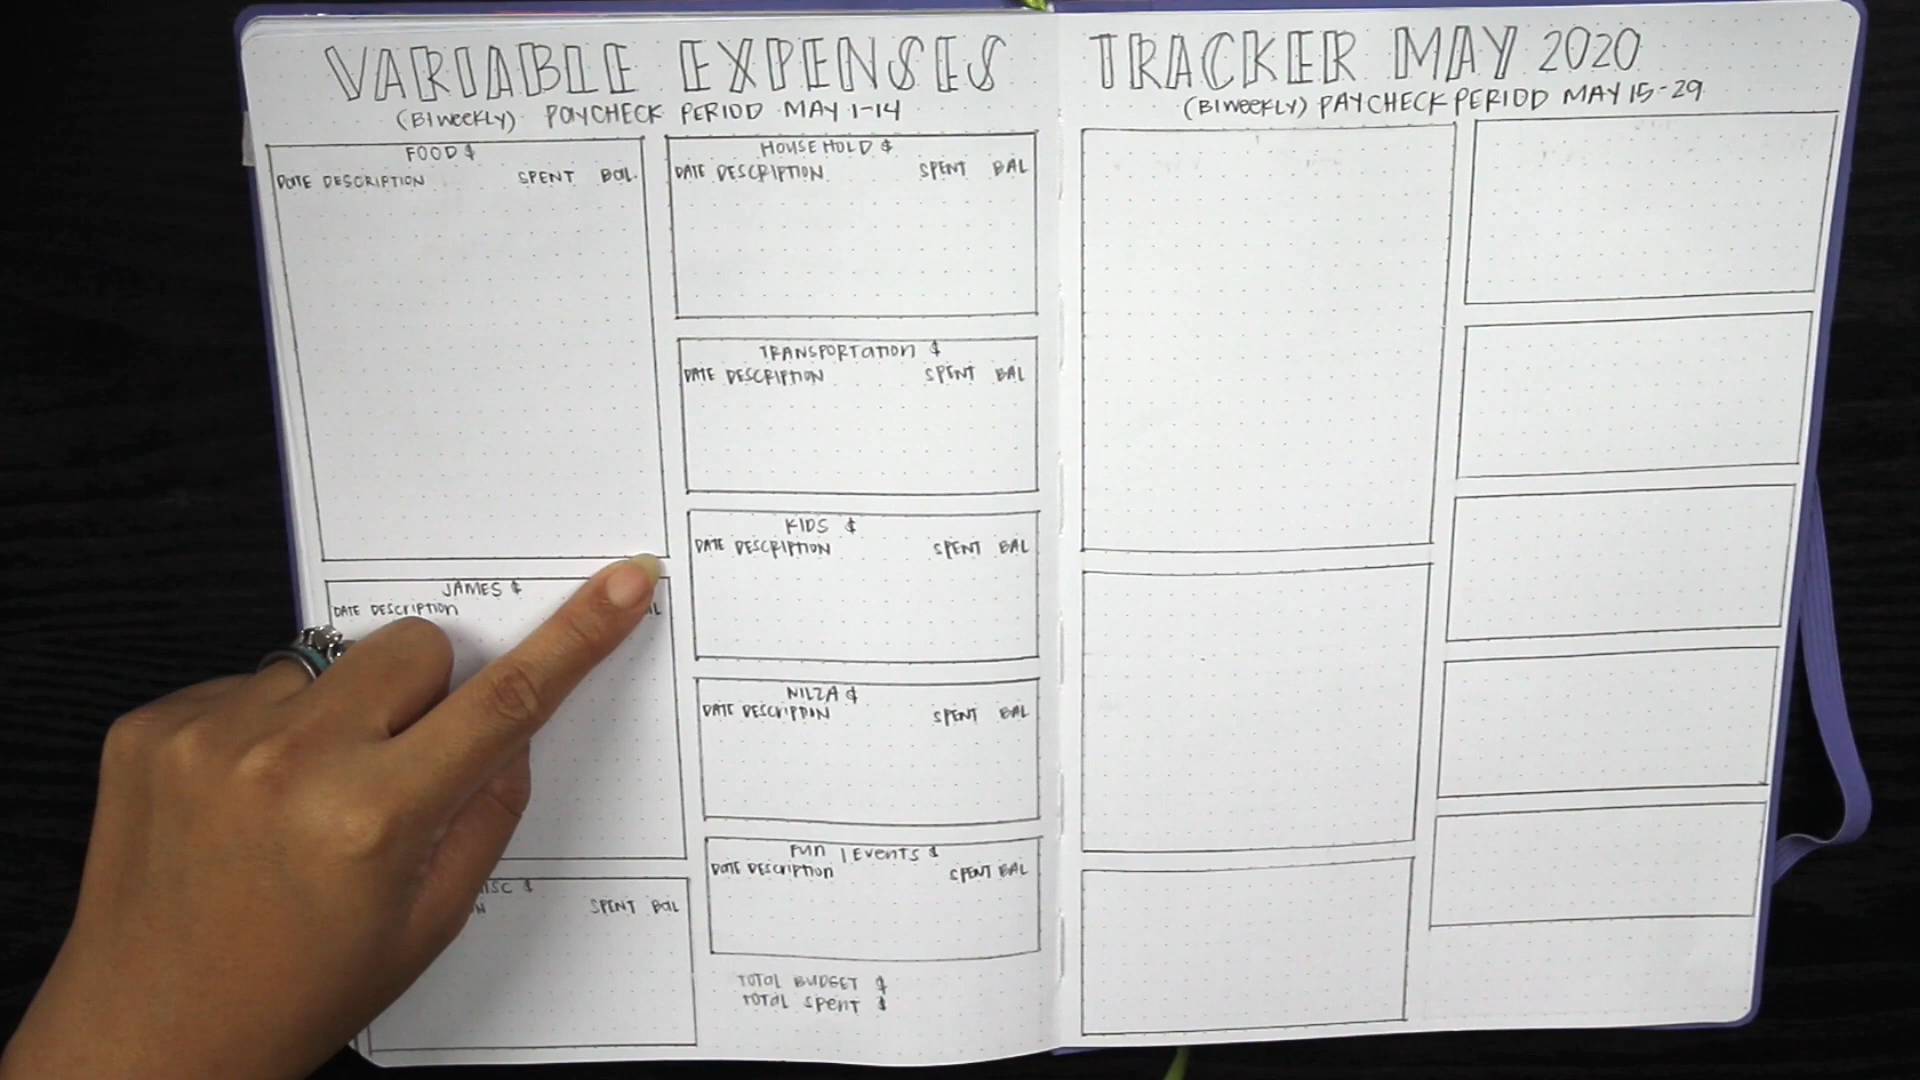 VARIABLE EXPENSES TRACKER MAY 2020
(BIWEEKLY) PAYCHECK PERIOD MAY 1-14
FOOD $
DATE DESCRIPTION SPENT BAL.
JAMES $
DATE DESCRIPTION
SPENT BAL
HOUSEHOLD $
DATE DESCRIPTION SPENT BAL
TRANSPORTATION $
DATE DESCRIPTION SPENT BAL
KIDS $
DATE DESCRIPTION SPENT BAL
NILZA $
DATE DESCRIPTION SPENT BAL
FUN | EVENTS $
DATE DESCRIPTION SPENT BAL
TOTAL BUDGET $
TOTAL SPENT $
(BIWEEKLY) PAYCHECK PERIOD MAY 15-29